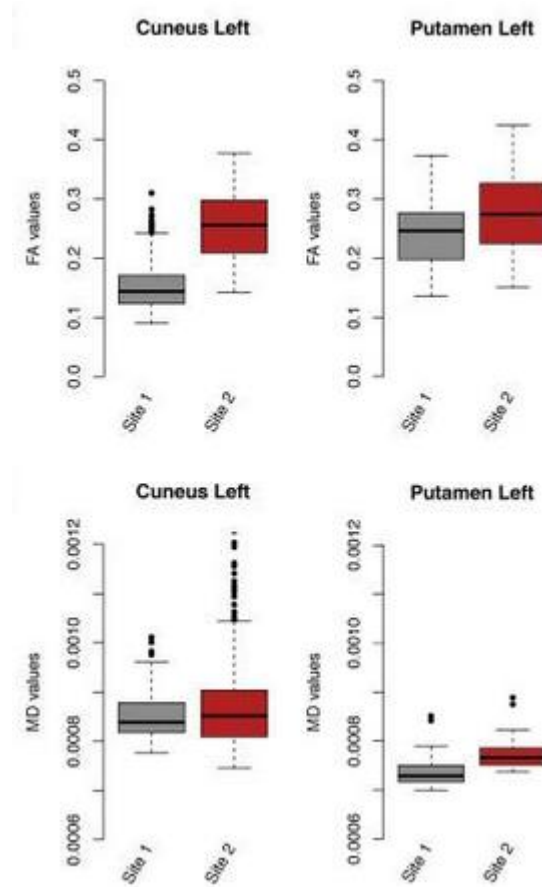 Cuneus Left
Putamen Left
FA values
0.5
0.4
0.3
0.2
0.1
0.0
Site 1
Site 2
FA values
0.5
0.4
0.3
0.2
0.1
0.0
Site 1
Site 2
Cuneus Left
Putamen Left
MD values
0.0012
0.0010
0.0008
0.0006
Site 1
Site 2
MD values
0.0012
0.0010
0.0008
0.0006
Site 1
Site 2